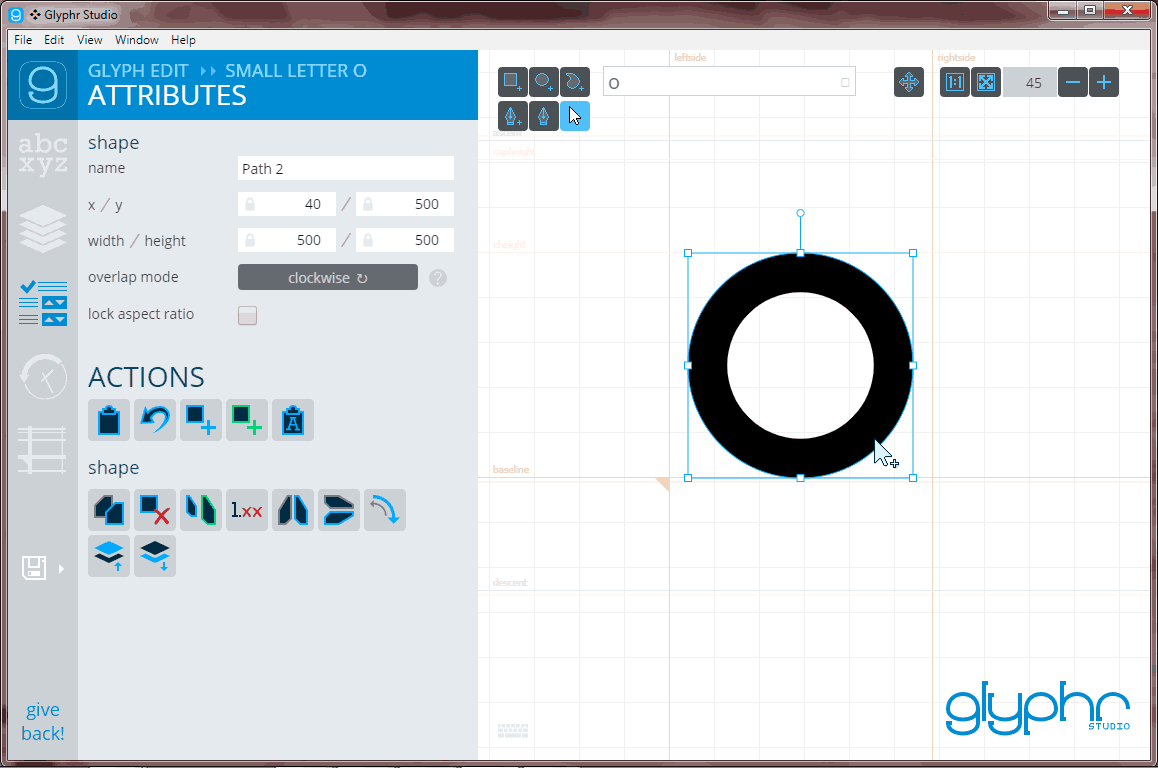 Glyphr Studio
File Edit View Window Help
GLYPH EDIT SMALL LETTER O
ATTRIBUTES
abc
xyz
shape
name Path 2
x / y 40 / 500
width / height 500 / 500
overlap mode clockwise ↻ ?
lock aspect ratio
ACTIONS
A
shape
1.xx
give
back!
leftside
rightside
O
1:1
45
ascent
capheight
xheight
baseline
descent
glyphr
STUDIO